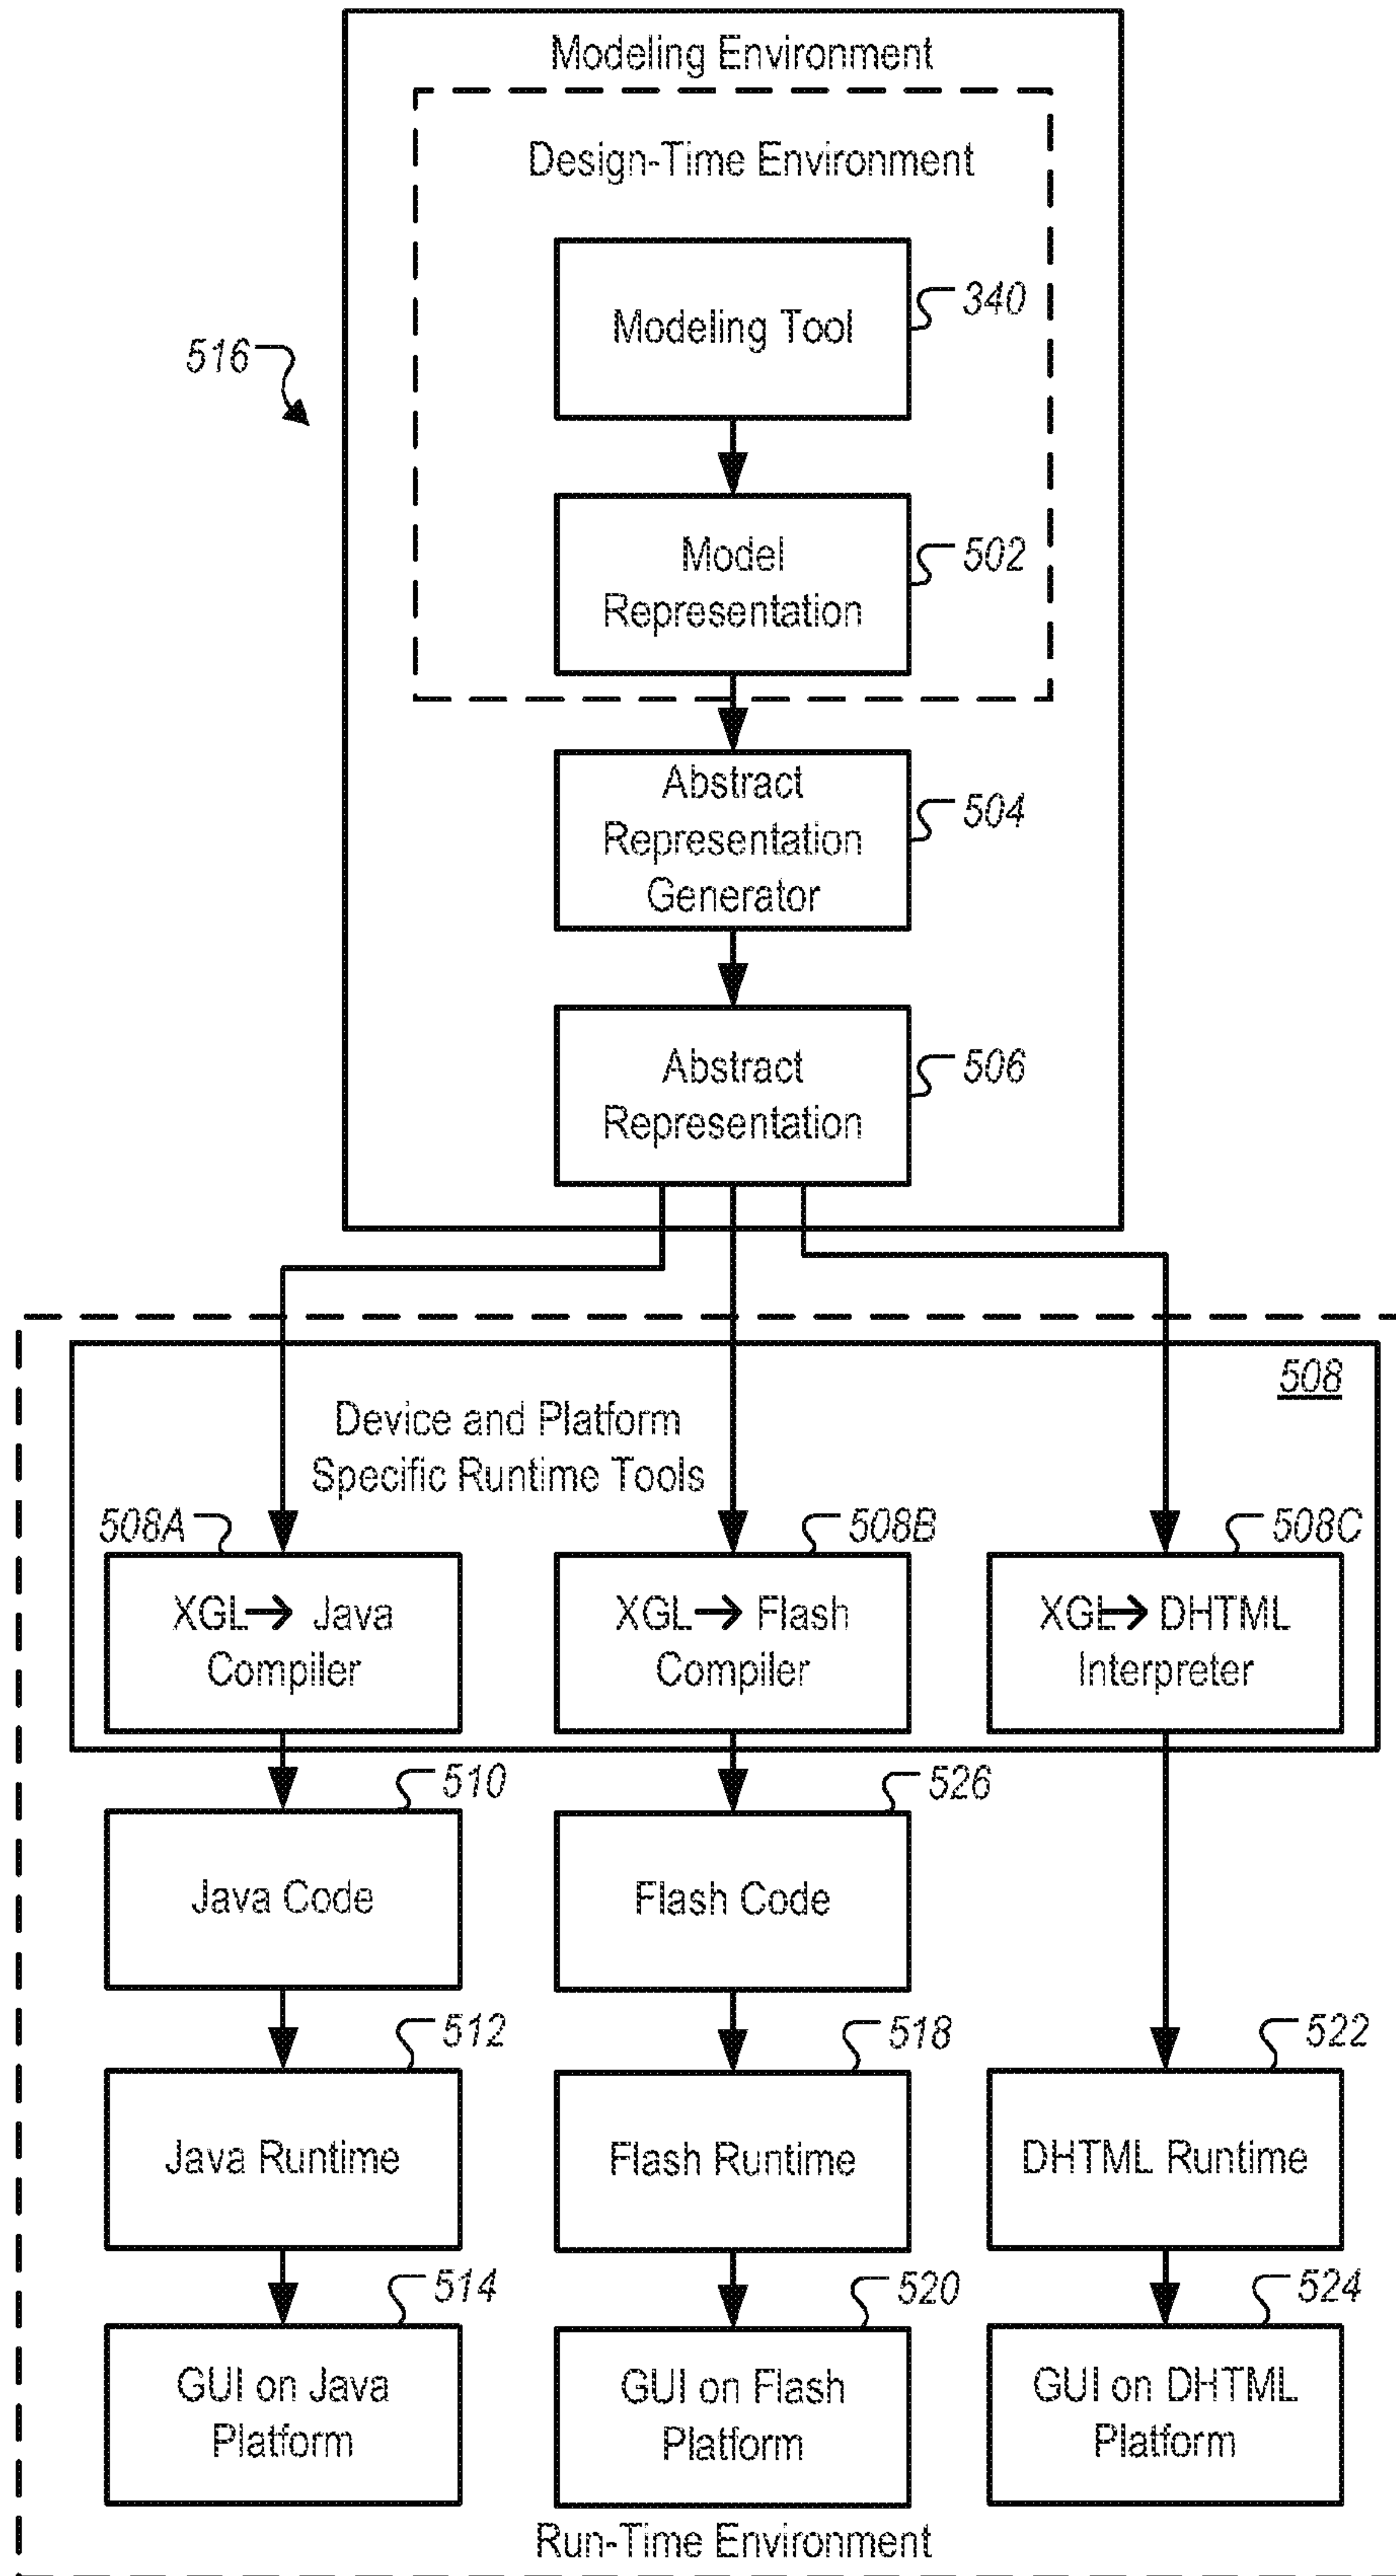 Modeling Environment
Design-Time Environment
Modeling Tool
340
516
Model
Representation
502
Abstract
Representation
Generator
504
Abstract
Representation
506
508
Device and Platform
Specific Runtime Tools
508A
508B
508C
XGL→ Java
Compiler
XGL→ Flash
Compiler
XGL→ DHTML
Interpreter
510
526
Java Code
Flash Code
512
518
522
Java Runtime
Flash Runtime
DHTML Runtime
514
520
524
GUI on Java
Platform
GUI on Flash
Platform
GUI on DHTML
Platform
Run-Time Environment